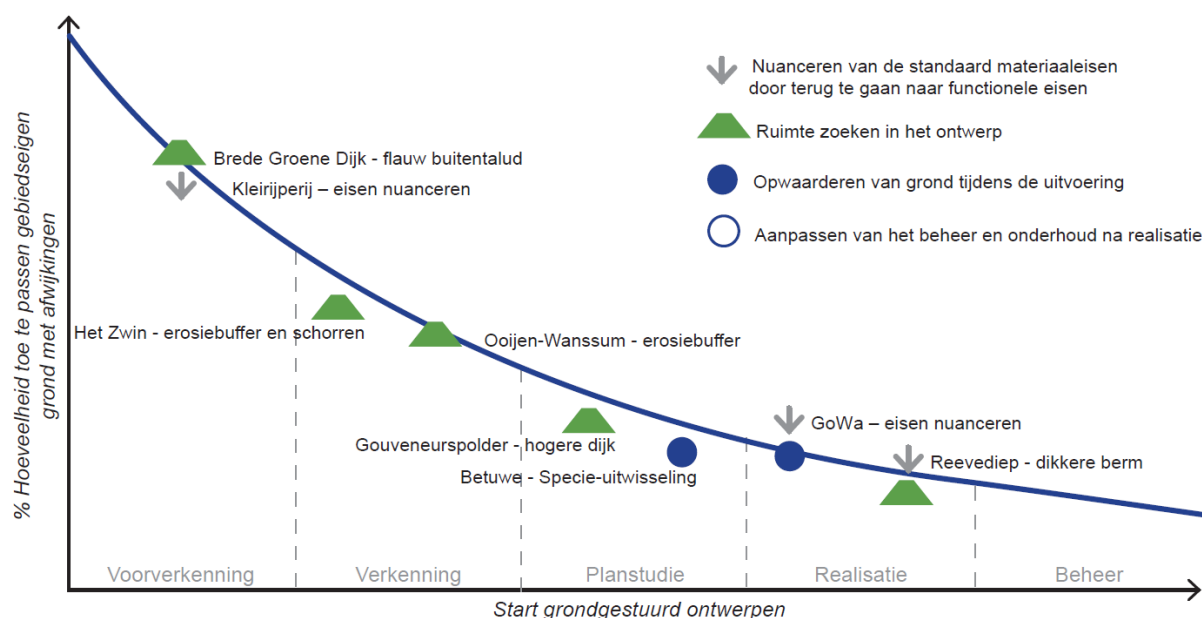 % Hoeveelheid toe te passen gebiedseigen
grond met afwijkingen
Nuanceren van de standaard materiaaleisen
door terug te gaan naar functionele eisen
Ruimte zoeken in het ontwerp
Opwaarderen van grond tijdens de uitvoering
Aanpassen van het beheer en onderhoud na realisatie
Brede Groene Dijk - flauw buitentalud
Kleirijperij – eisen nuanceren
Het Zwin - erosiebuffer en schorren
Ooijen-Wanssum - erosiebuffer
Gouveneurspolder - hogere dijk
Betuwe - Specie-uitwisseling
GoWa – eisen nuanceren
Reevediep - dikkere berm
Voorverkenning
Verkenning
Planstudie
Realisatie
Beheer
Start grondgestuurd ontwerpen